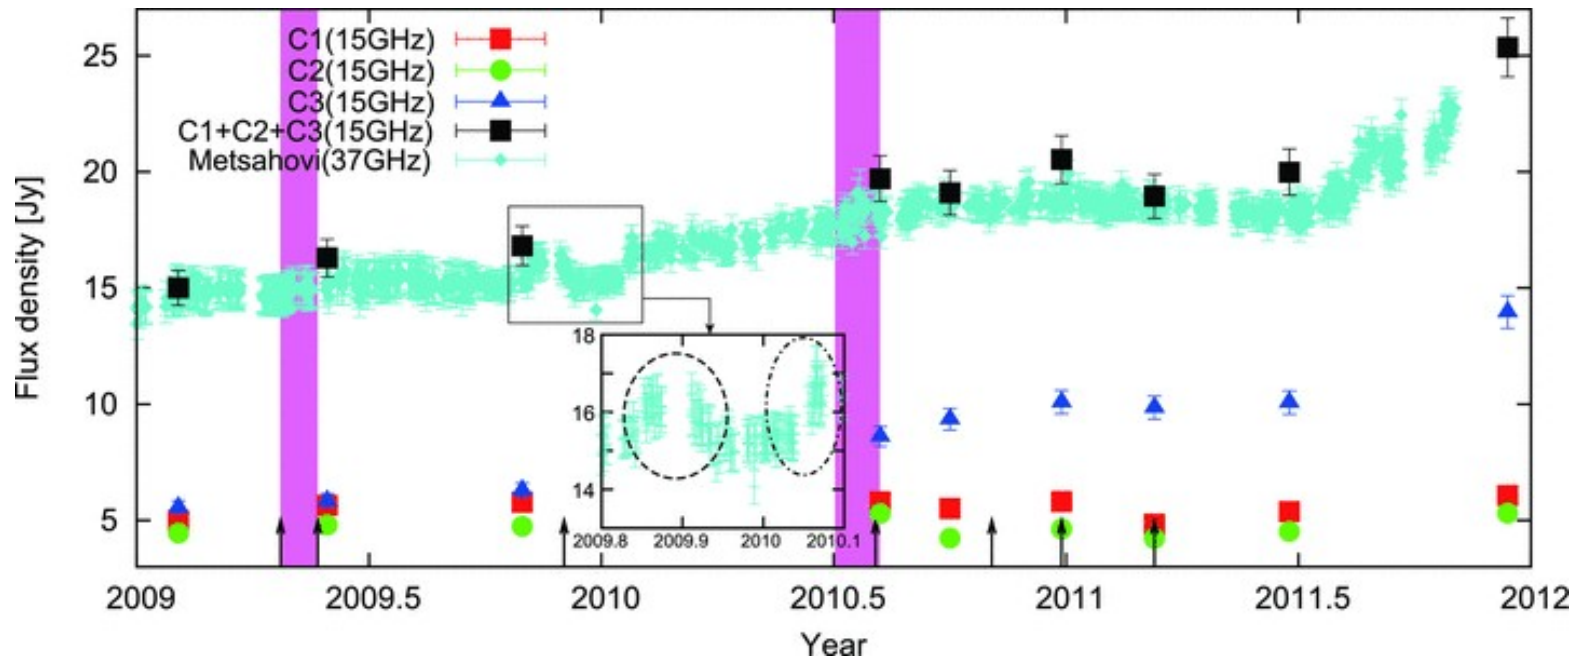 C1(15GHz)
C2(15GHz)
C3(15GHz)
C1+C2+C3(15GHz)
Metsahovi(37GHz)
Flux density [Jy]
25
20
15
10
5
18
16
14
2009.8 2009.9 2010 2010.1
2009 2009.5 2010 2010.5 2011 2011.5 2012
Year